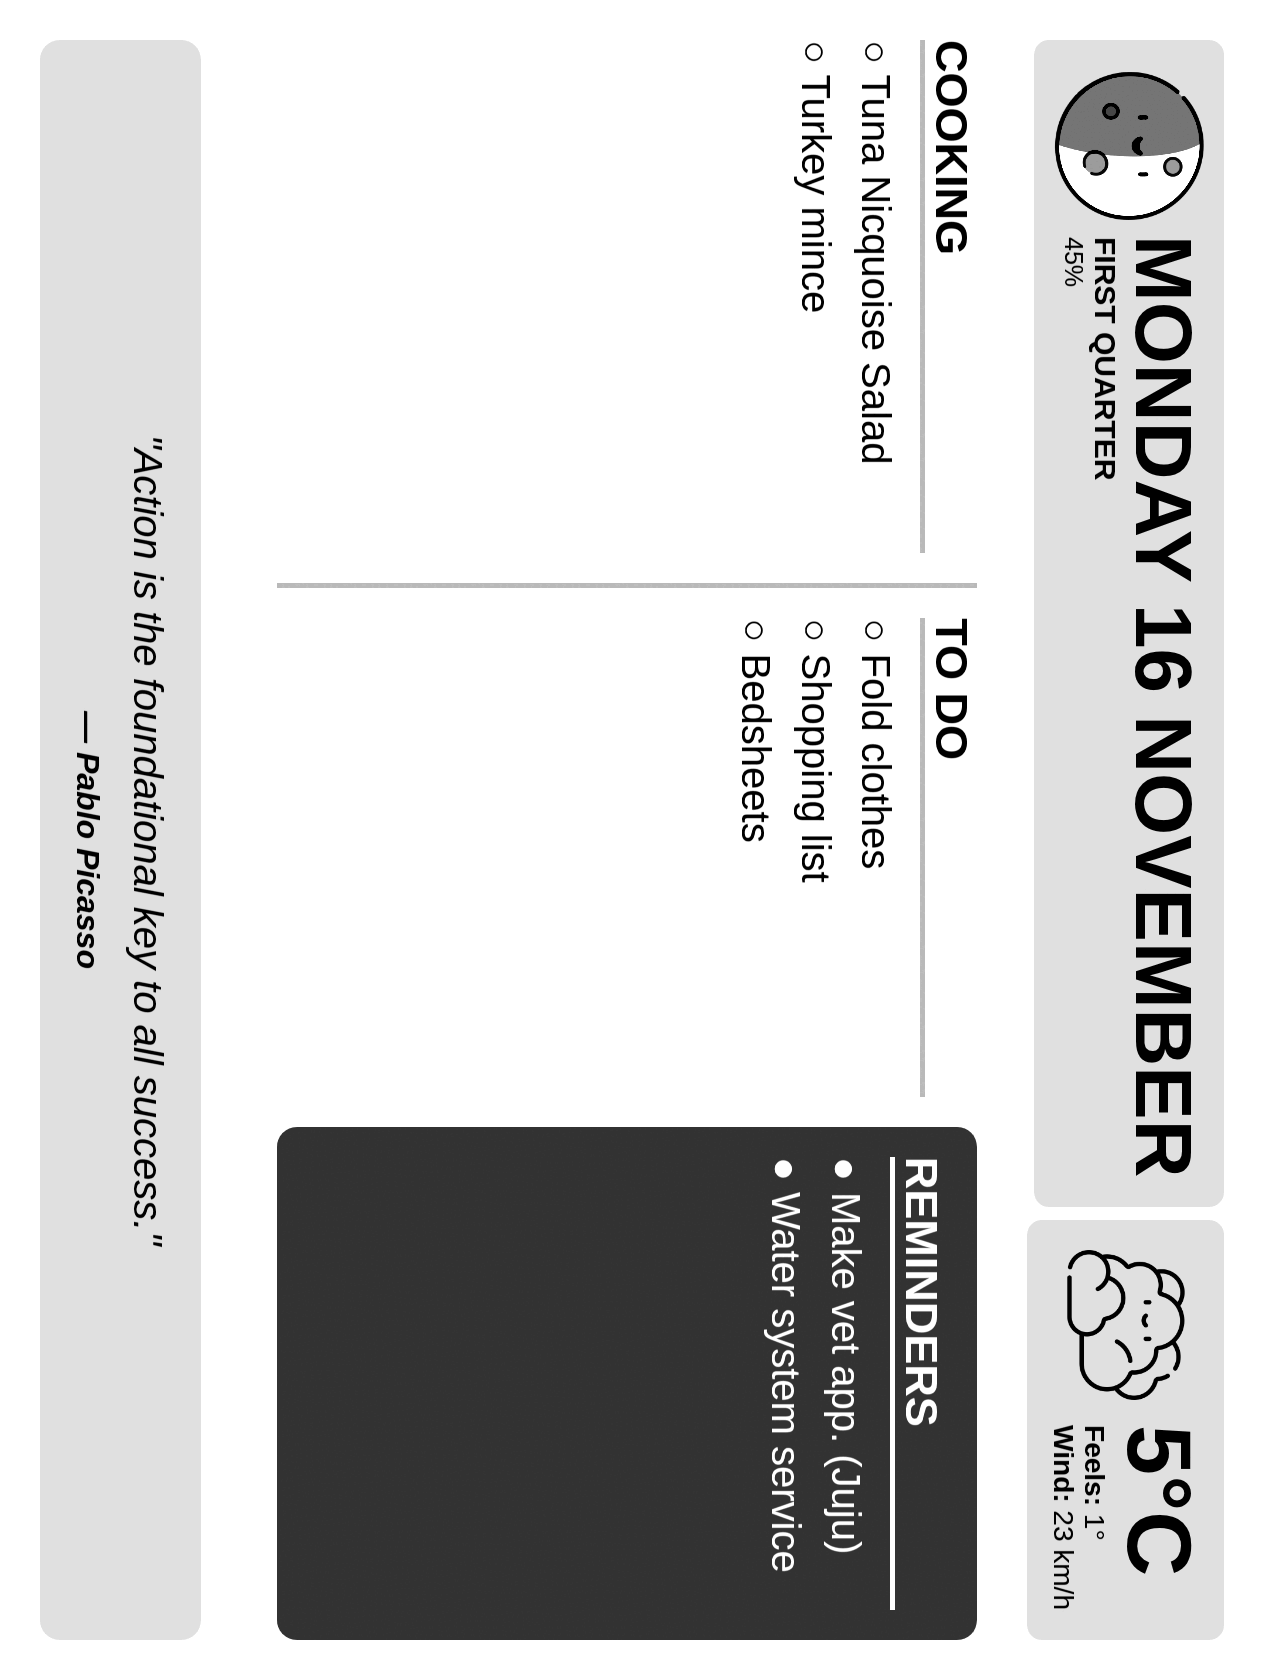 MONDAY 16 NOVEMBER
FIRST QUARTER
45%
5°C
Feels: 1°
Wind: 23 km/h
COOKING
○ Tuna Nicquoise Salad
○ Turkey mince
TO DO
○ Fold clothes
○ Shopping list
○ Bedsheets
REMINDERS
● Make vet app. (Juju)
● Water system service
"Action is the foundational key to all success."
— Pablo Picasso